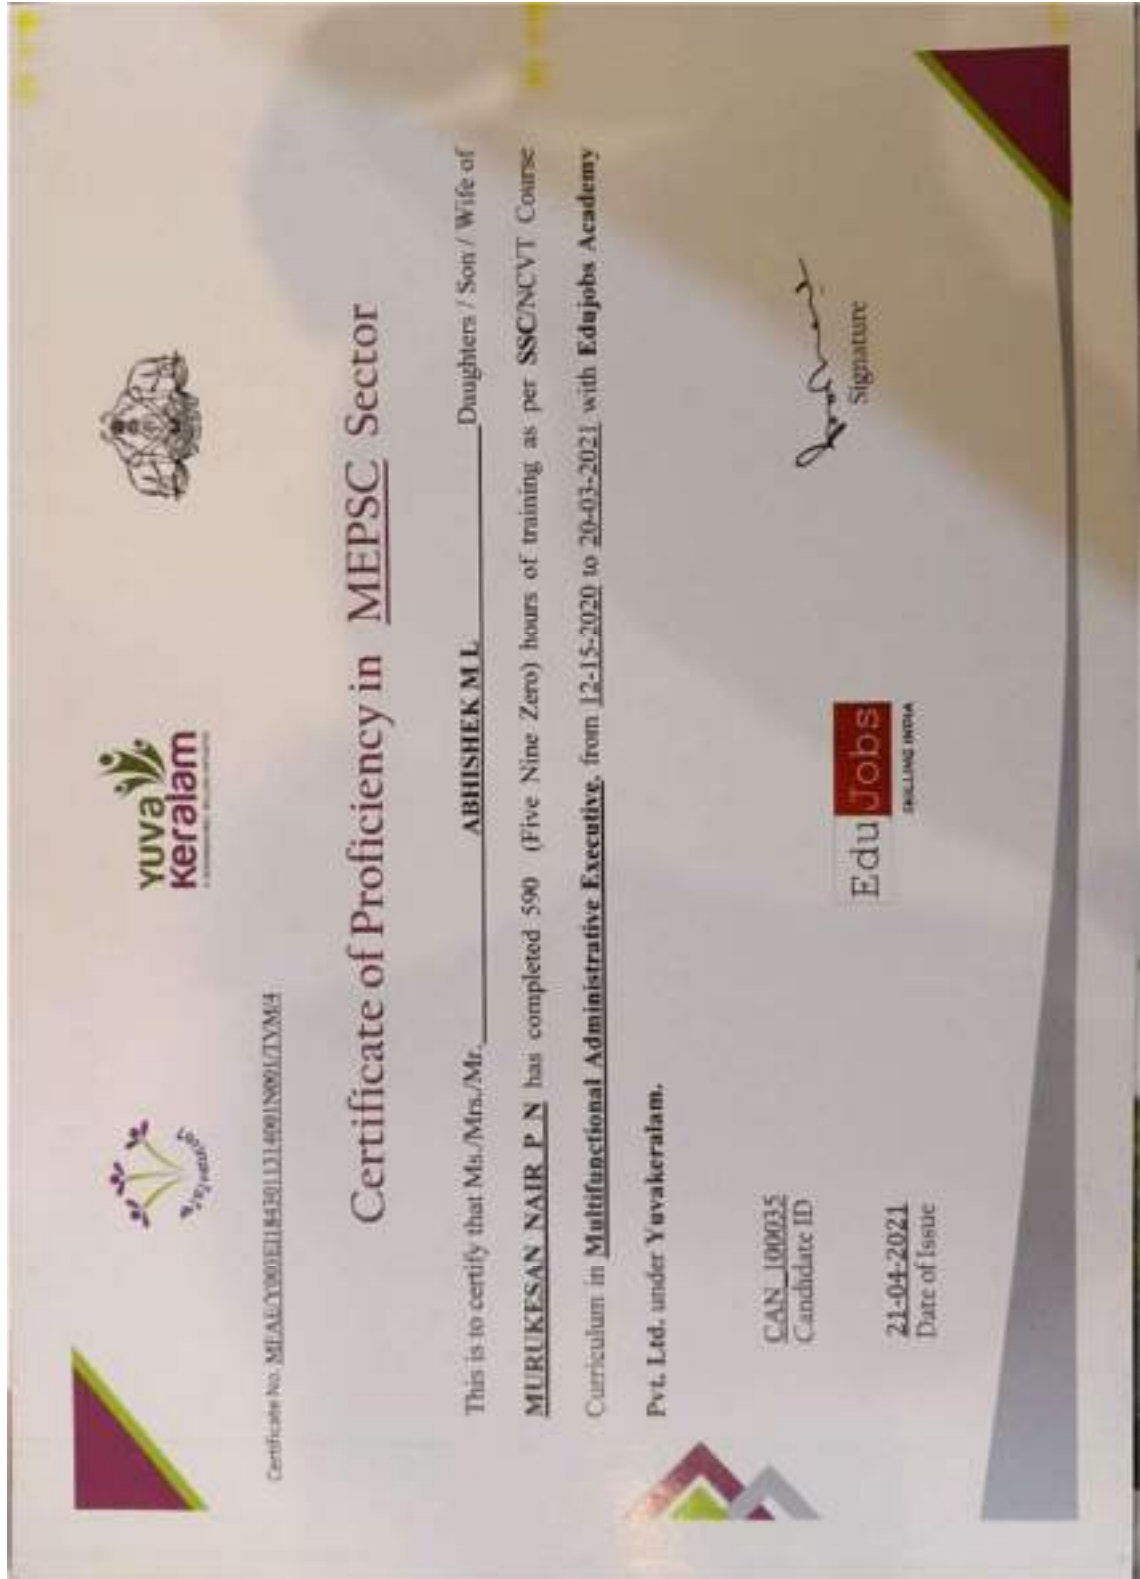 Yuva
Keralam
Certificate No. MFAE/Y001E1184301131400IN001/TVM/4
Certificate of Proficiency in MEPSC Sector
This is to certify that Ms./Mrs./Mr. ABHISHEK M L Daughters / Son / Wife of
MURUKESAN NAIR P N has completed 590 (Five Nine Zero) hours of training as per SSC/NCVT Course
Curriculum in Multifunctional Administrative Executive, from 12-15-2020 to 20-03-2021 with Edujobs Academy
Pvt. Ltd. under Yuvakeralam.
CAN_100035
Candidate ID
21-04-2021
Date of Issue
Edu Jobs
SKILLING INDIA
Signature